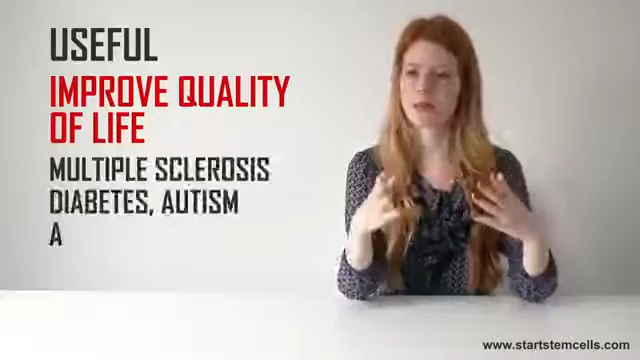 USEFUL
IMPROVE QUALITY
OF LIFE
MULTIPLE SCLEROSIS
DIABETES, AUTISM
A
www.startstemcells.com